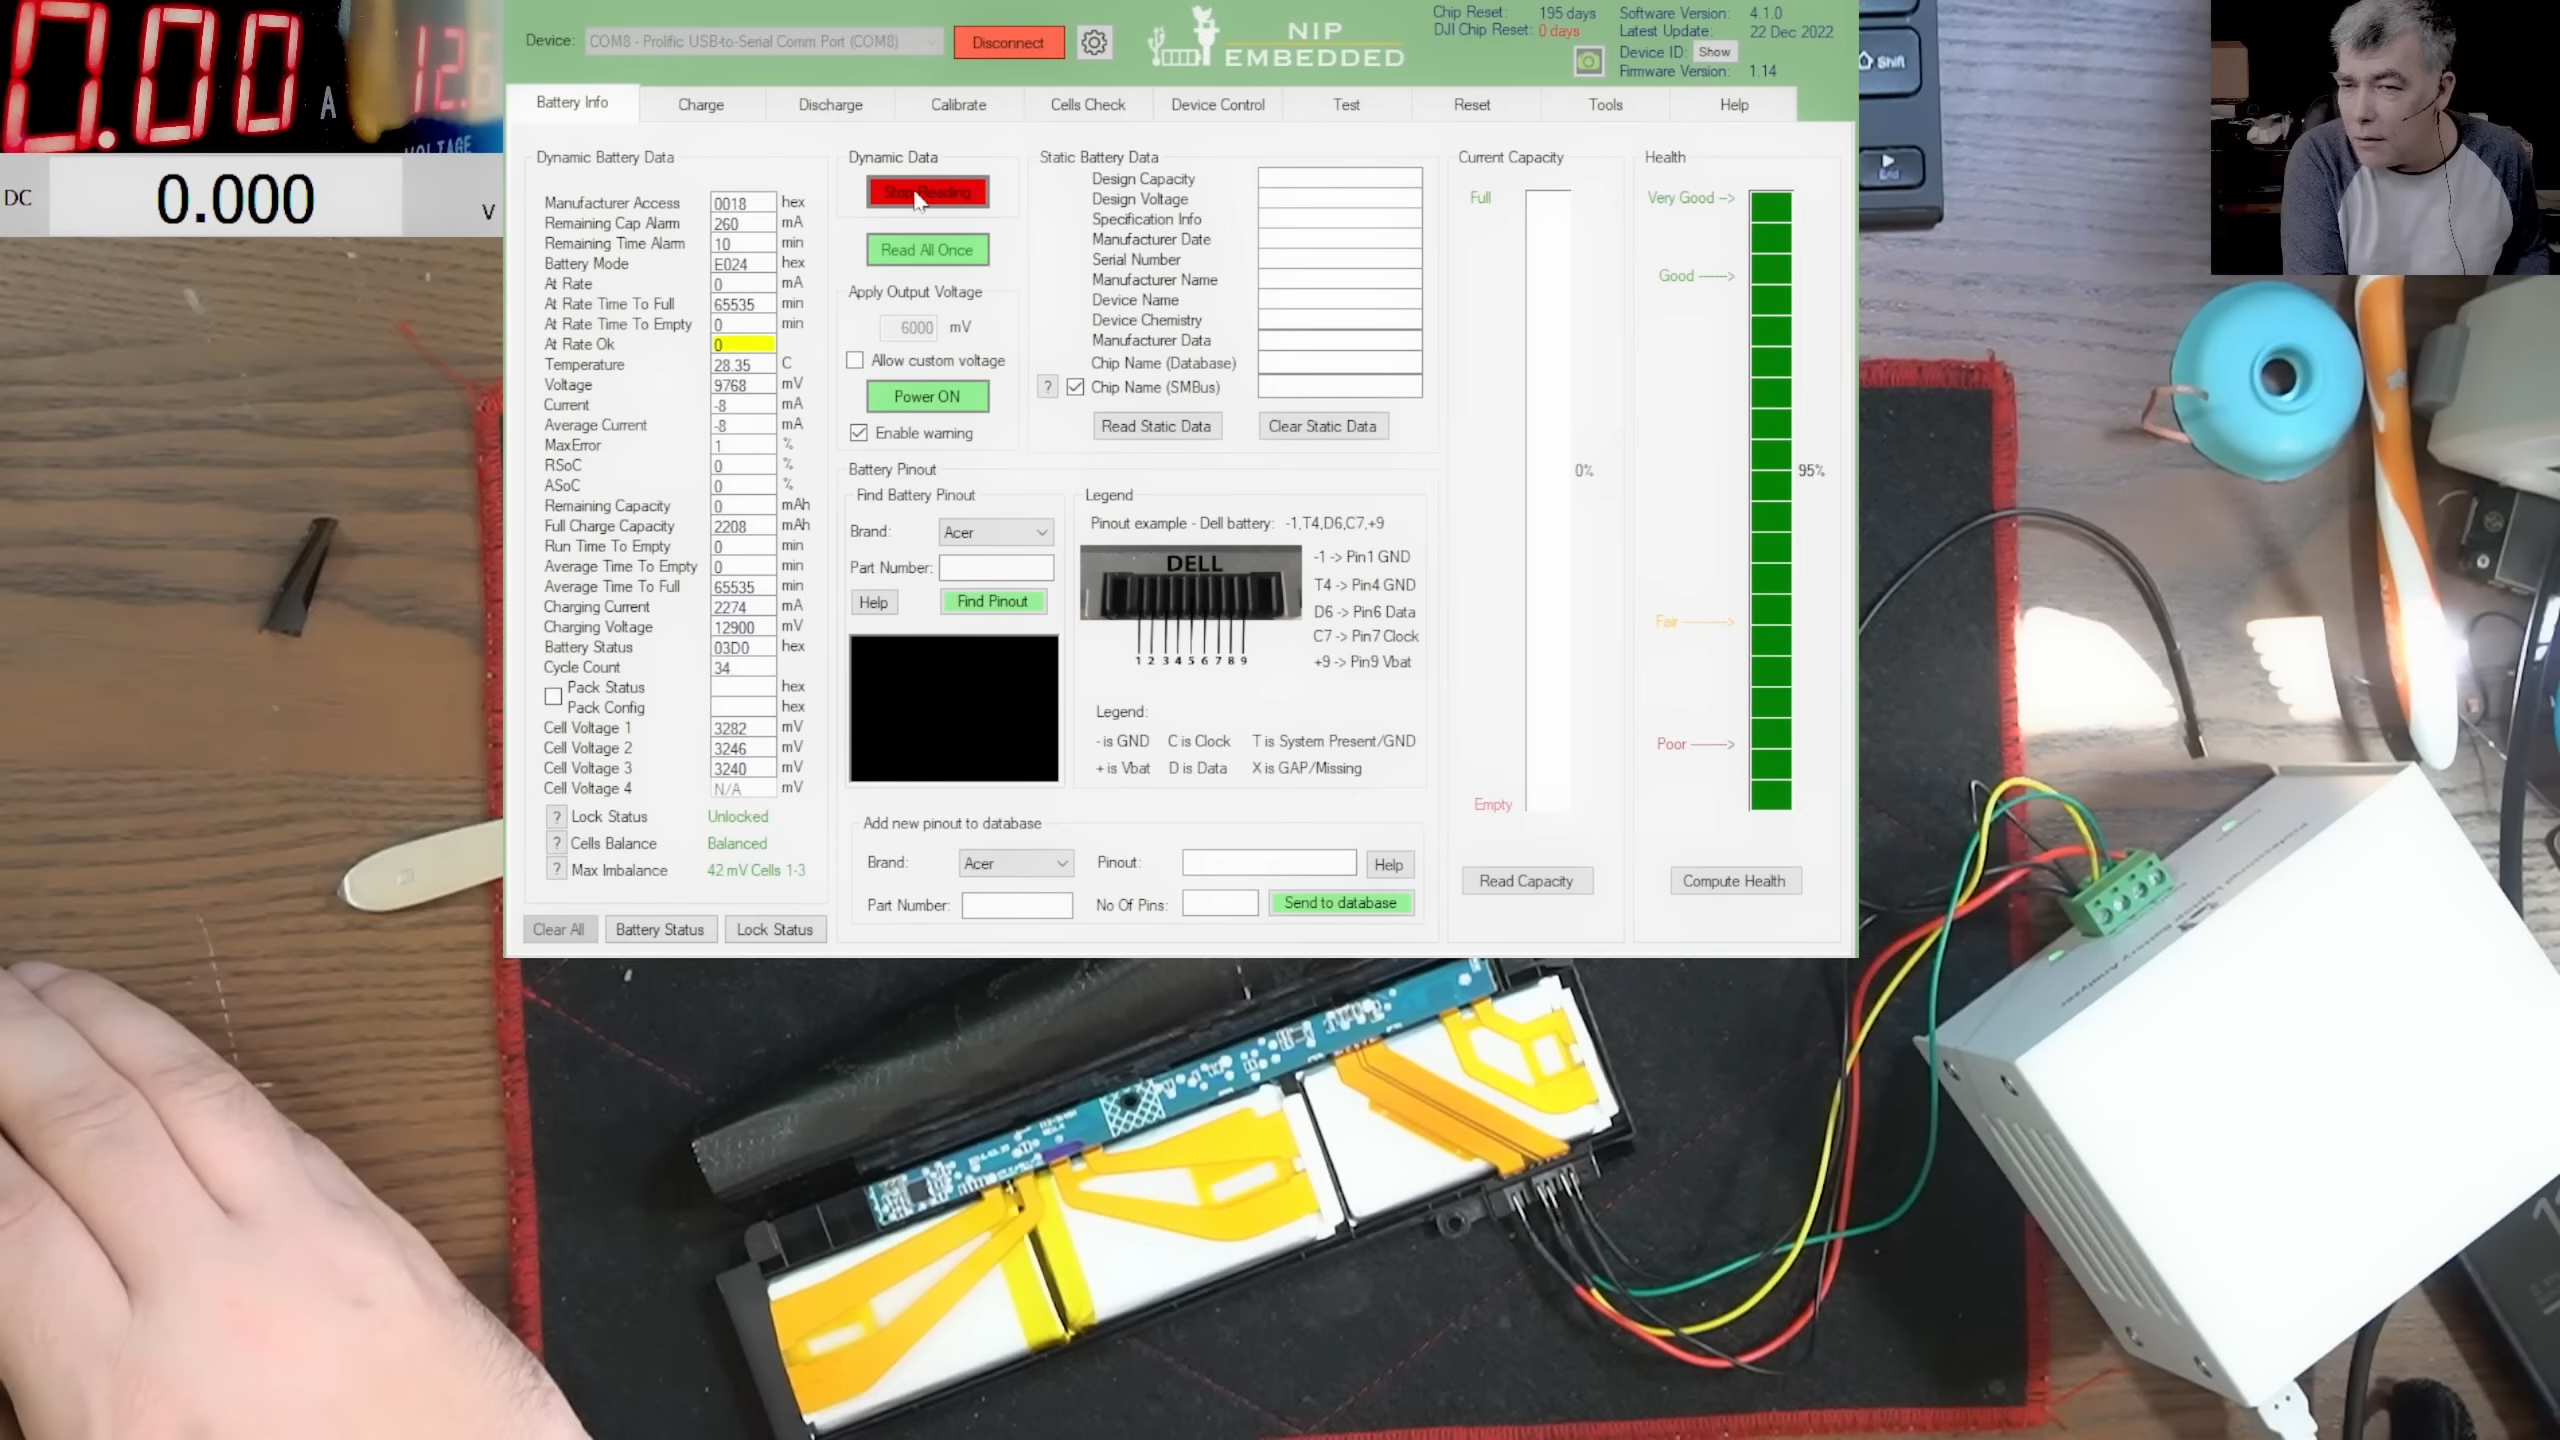 0.00 A
12.6
VOLTAGE
DC 0.000 V
Device: COM8 - Prolific USB-to-Serial Comm Port (COM8) Disconnect
NIP EMBEDDED
Chip Reset: 195 days
DJI Chip Reset: 0 days
Software Version: 4.1.0
Latest Update: 22 Dec 2022
Device ID: Show
Firmware Version: 1.14
Shift
Battery Info Charge Discharge Calibrate Cells Check Device Control Test Reset Tools Help
Dynamic Battery Data
Manufacturer Access 0018 hex
Remaining Cap Alarm 260 mA
Remaining Time Alarm 10 min
Battery Mode E024 hex
At Rate 0 mA
At Rate Time To Full 65535 min
At Rate Time To Empty 0 min
At Rate Ok 0
Temperature 28.35 C
Voltage 9768 mV
Current -8 mA
Average Current -8 mA
MaxError 1 %
RSoC 0 %
ASoC 0 %
Remaining Capacity 0 mAh
Full Charge Capacity 2208 mAh
Run Time To Empty 0 min
Average Time To Empty 0 min
Average Time To Full 65535 min
Charging Current 2274 mA
Charging Voltage 12900 mV
Battery Status 03D0 hex
Cycle Count 34
Pack Status hex
Pack Config hex
Cell Voltage 1 3282 mV
Cell Voltage 2 3246 mV
Cell Voltage 3 3240 mV
Cell Voltage 4 N/A mV
? Lock Status Unlocked
? Cells Balance Balanced
? Max Imbalance 42 mV Cells 1-3
Clear All Battery Status Lock Status
Dynamic Data
Stop Reading
Read All Once
Apply Output Voltage
6000 mV
Allow custom voltage
Power ON
Enable warning
Static Battery Data
Design Capacity
Design Voltage
Specification Info
Manufacturer Date
Serial Number
Manufacturer Name
Device Name
Device Chemistry
Manufacturer Data
Chip Name (Database)
? Chip Name (SMBus)
Read Static Data Clear Static Data
Battery Pinout
Find Battery Pinout
Brand: Acer
Part Number:
Help Find Pinout
Legend
Pinout example - Dell battery: -1,T4,D6,C7,+9
DELL
1 2 3 4 5 6 7 8 9
-1 -> Pin1 GND
T4 -> Pin4 GND
D6 -> Pin6 Data
C7 -> Pin7 Clock
+9 -> Pin9 Vbat
Legend:
- is GND C is Clock T is System Present/GND
+ is Vbat D is Data X is GAP/Missing
Add new pinout to database
Brand: Acer Pinout: Help
Part Number: No Of Pins: Send to database
Current Capacity
Full
0%
Empty
Read Capacity
Health
Very Good -->
Good ------>
95%
Fair -------->
Poor ------->
Compute Health